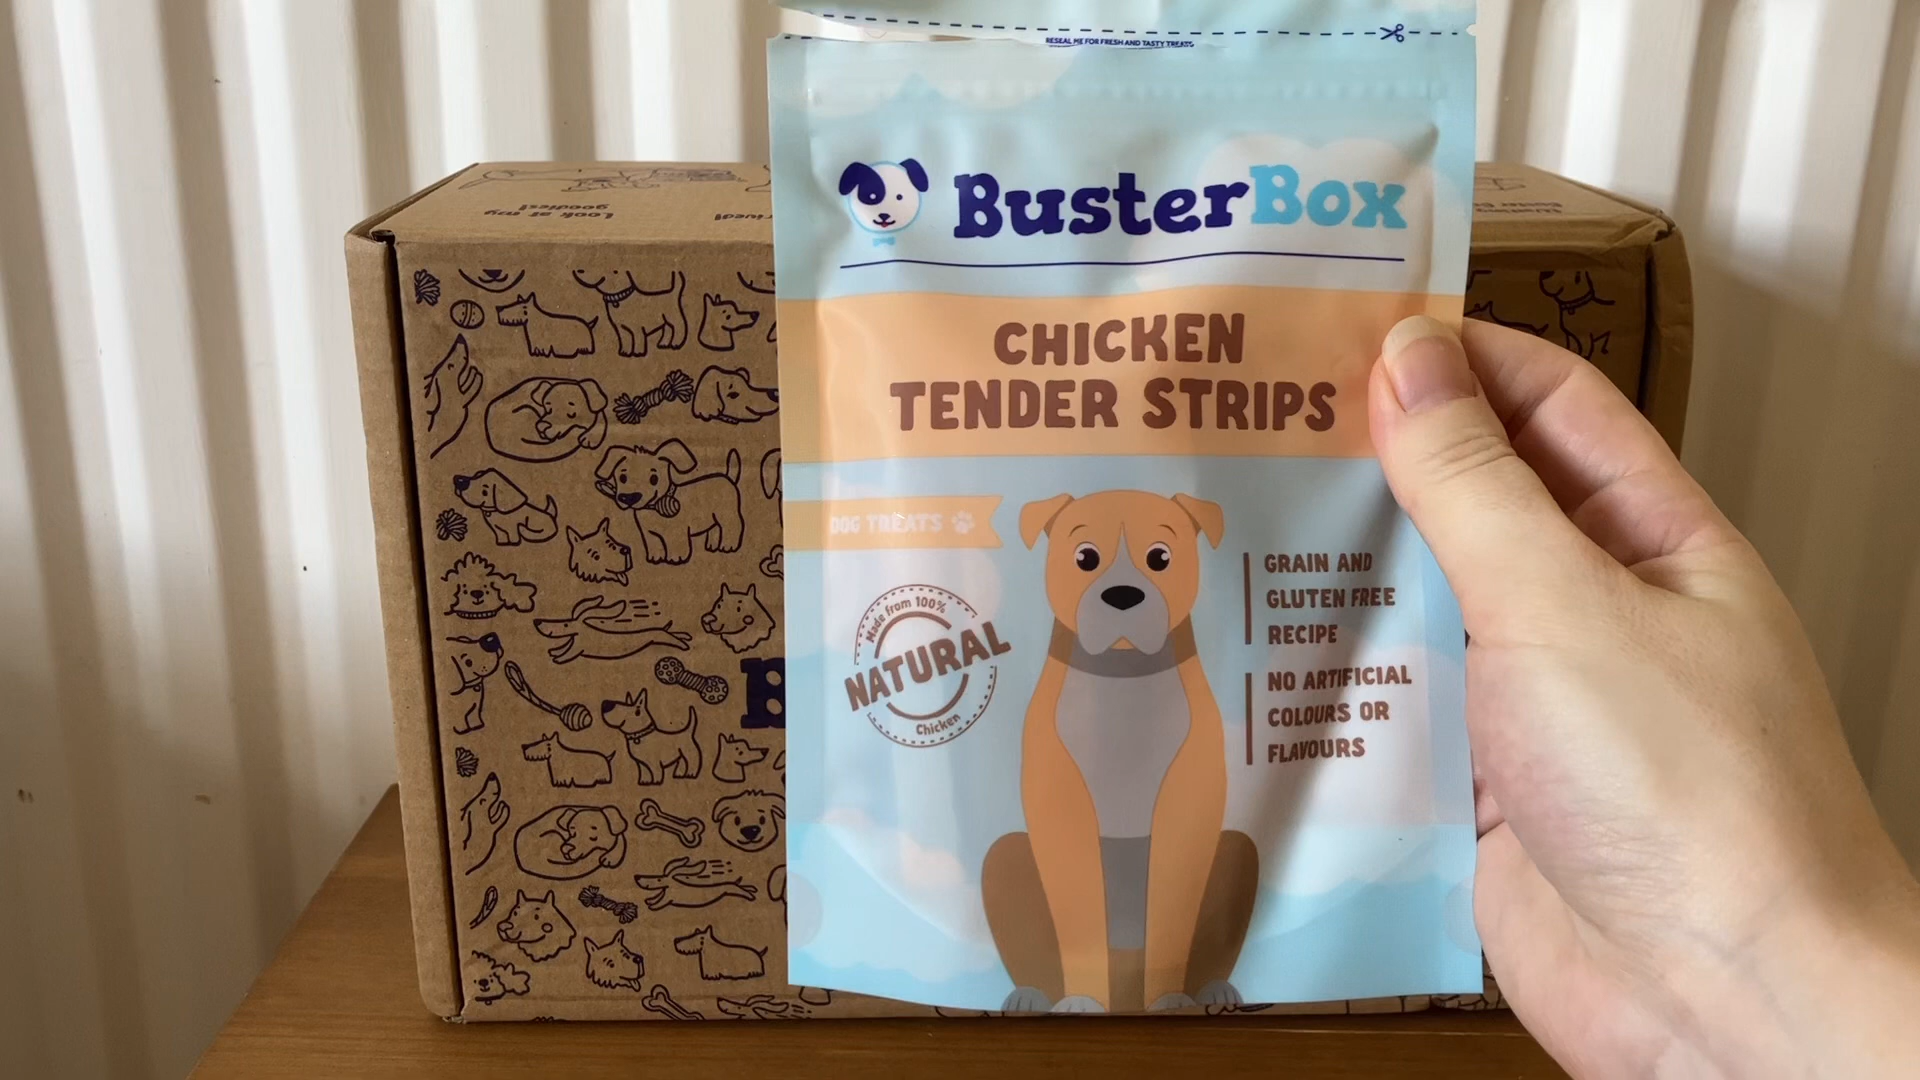 RESEAL ME FOR FRESH AND TASTY TREATS
BusterBox
CHICKEN
TENDER STRIPS
DOG TREATS
Made from 100%
NATURAL
Chicken
GRAIN AND
GLUTEN FREE
RECIPE
NO ARTIFICIAL
COLOURS OR
FLAVOURS
Look at my
goodies!
B